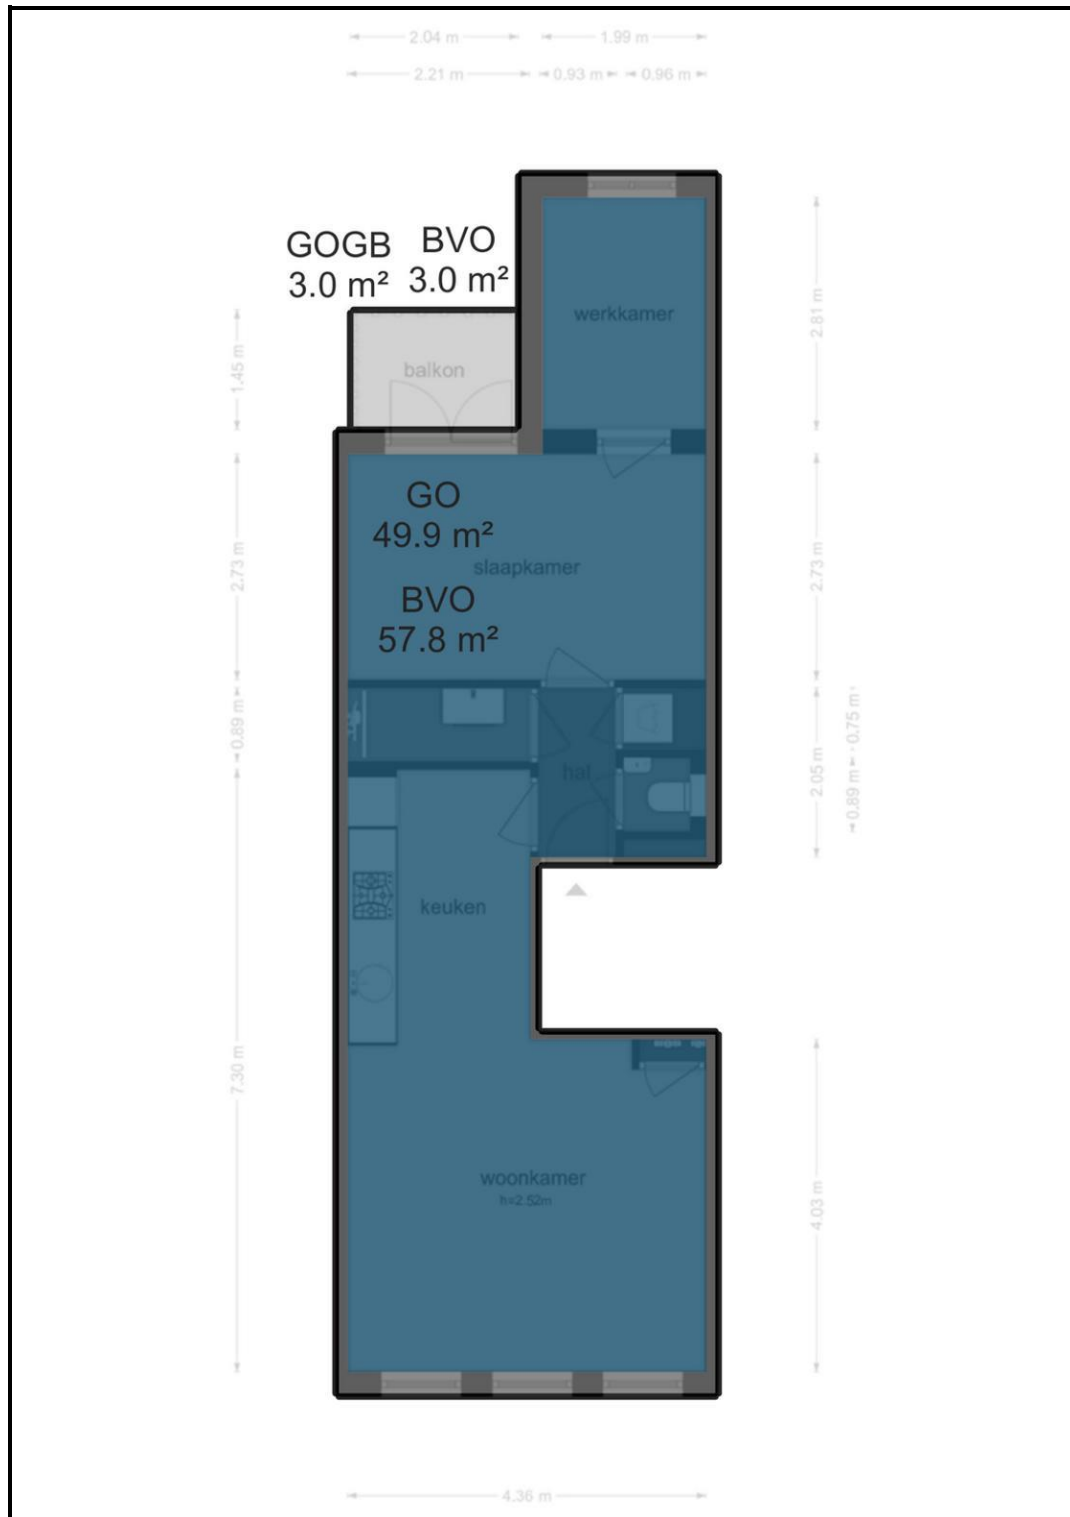 2.04 m
1.99 m
2.21 m
0.93 m
0.96 m
GOGB
3.0 m²
BVO
3.0 m²
werkkamer
2.81 m
1.45 m
balkon
GO
49.9 m²
slaapkamer
BVO
57.8 m²
2.73 m
2.73 m
0.89 m
0.75 m
2.05 m
0.89 m
hal
keuken
7.30 m
woonkamer
h=2.52m
4.03 m
4.36 m